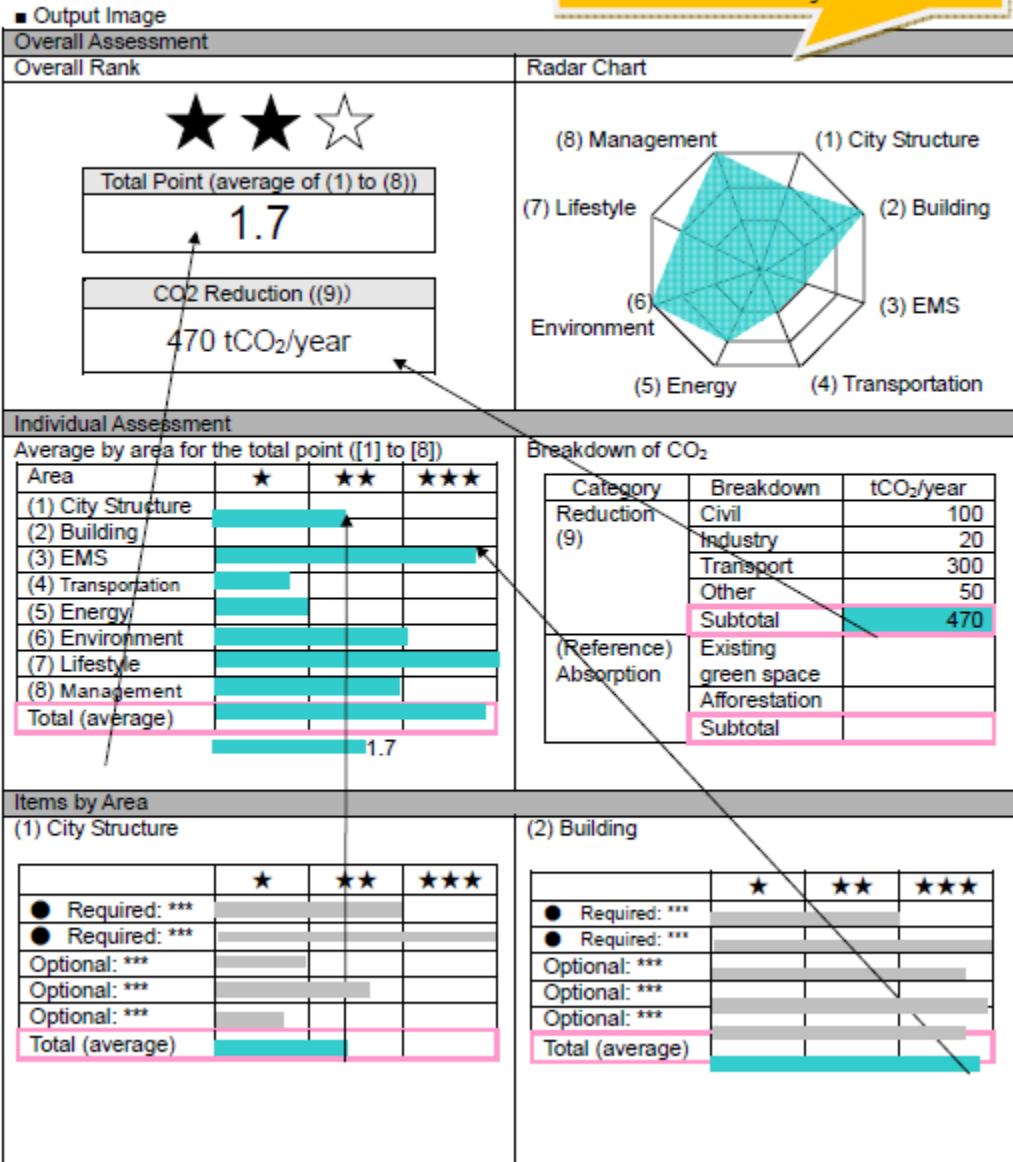 ■ Output Image
Overall Assessment
Overall Rank
★ ★ ☆
Total Point (average of (1) to (8))
1.7
CO2 Reduction ((9))
470 tCO₂/year
Radar Chart
(8) Management
(1) City Structure
(7) Lifestyle
(2) Building
(6)
Environment
(3) EMS
(5) Energy
(4) Transportation
Individual Assessment
Average by area for the total point ([1] to [8])
Area ★ ★★ ★★★
(1) City Structure
(2) Building
(3) EMS
(4) Transportation
(5) Energy
(6) Environment
(7) Lifestyle
(8) Management
Total (average)
1.7
Breakdown of CO₂
Category Breakdown tCO₂/year
Reduction Civil 100
(9) Industry 20
Transport 300
Other 50
Subtotal 470
(Reference) Existing
Absorption green space
Afforestation
Subtotal
Items by Area
(1) City Structure
★ ★★ ★★★
● Required: ***
● Required: ***
Optional: ***
Optional: ***
Optional: ***
Total (average)
(2) Building
★ ★★ ★★★
● Required: ***
● Required: ***
Optional: ***
Optional: ***
Optional: ***
Total (average)